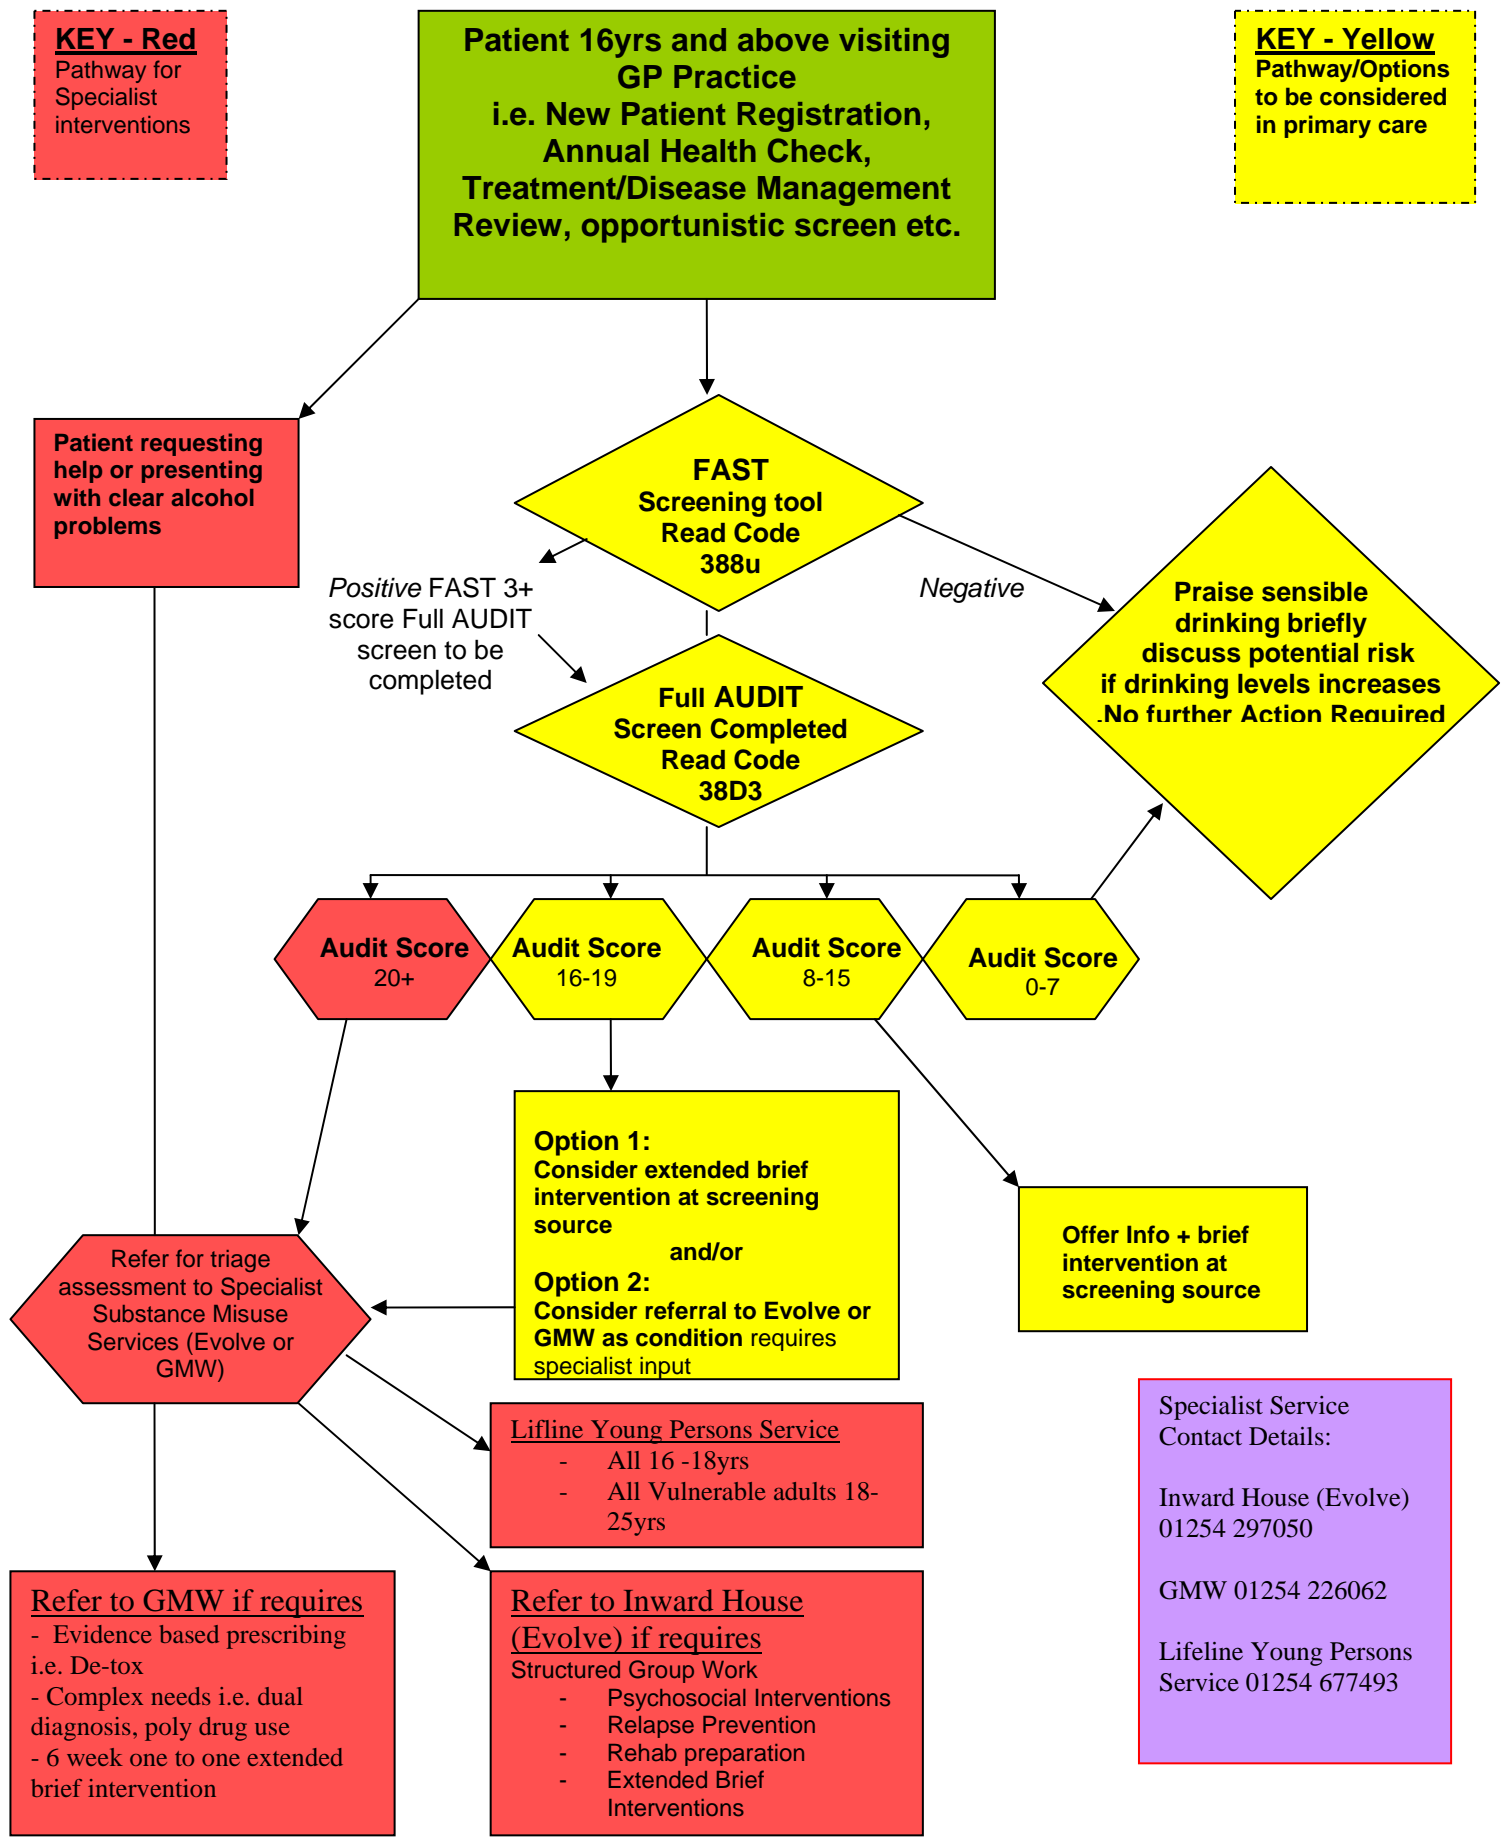 KEY - Red
Pathway for
Specialist
interventions
Patient 16yrs and above visiting
GP Practice
i.e. New Patient Registration,
Annual Health Check,
Treatment/Disease Management
Review, opportunistic screen etc.
KEY - Yellow
Pathway/Options
to be considered
in primary care
Patient requesting
help or presenting
with clear alcohol
problems
FAST
Screening tool
Read Code
388u
Positive FAST 3+
score Full AUDIT
screen to be
completed
Negative
Praise sensible
drinking briefly
discuss potential risk
if drinking levels increases
.No further Action Required
Full AUDIT
Screen Completed
Read Code
38D3
Audit Score
20+
Audit Score
16-19
Audit Score
8-15
Audit Score
0-7
Option 1:
Consider extended brief
intervention at screening
source
and/or
Option 2:
Consider referral to Evolve or
GMW as condition requires
specialist input
Offer Info + brief
intervention at
screening source
Refer for triage
assessment to Specialist
Substance Misuse
Services (Evolve or
GMW)
Lifline Young Persons Service
- All 16 -18yrs
- All Vulnerable adults 18-
25yrs
Specialist Service
Contact Details:
Inward House (Evolve)
01254 297050
GMW 01254 226062
Lifeline Young Persons
Service 01254 677493
Refer to GMW if requires
- Evidence based prescribing
i.e. De-tox
- Complex needs i.e. dual
diagnosis, poly drug use
- 6 week one to one extended
brief intervention
Refer to Inward House
(Evolve) if requires
Structured Group Work
- Psychosocial Interventions
- Relapse Prevention
- Rehab preparation
- Extended Brief
Interventions